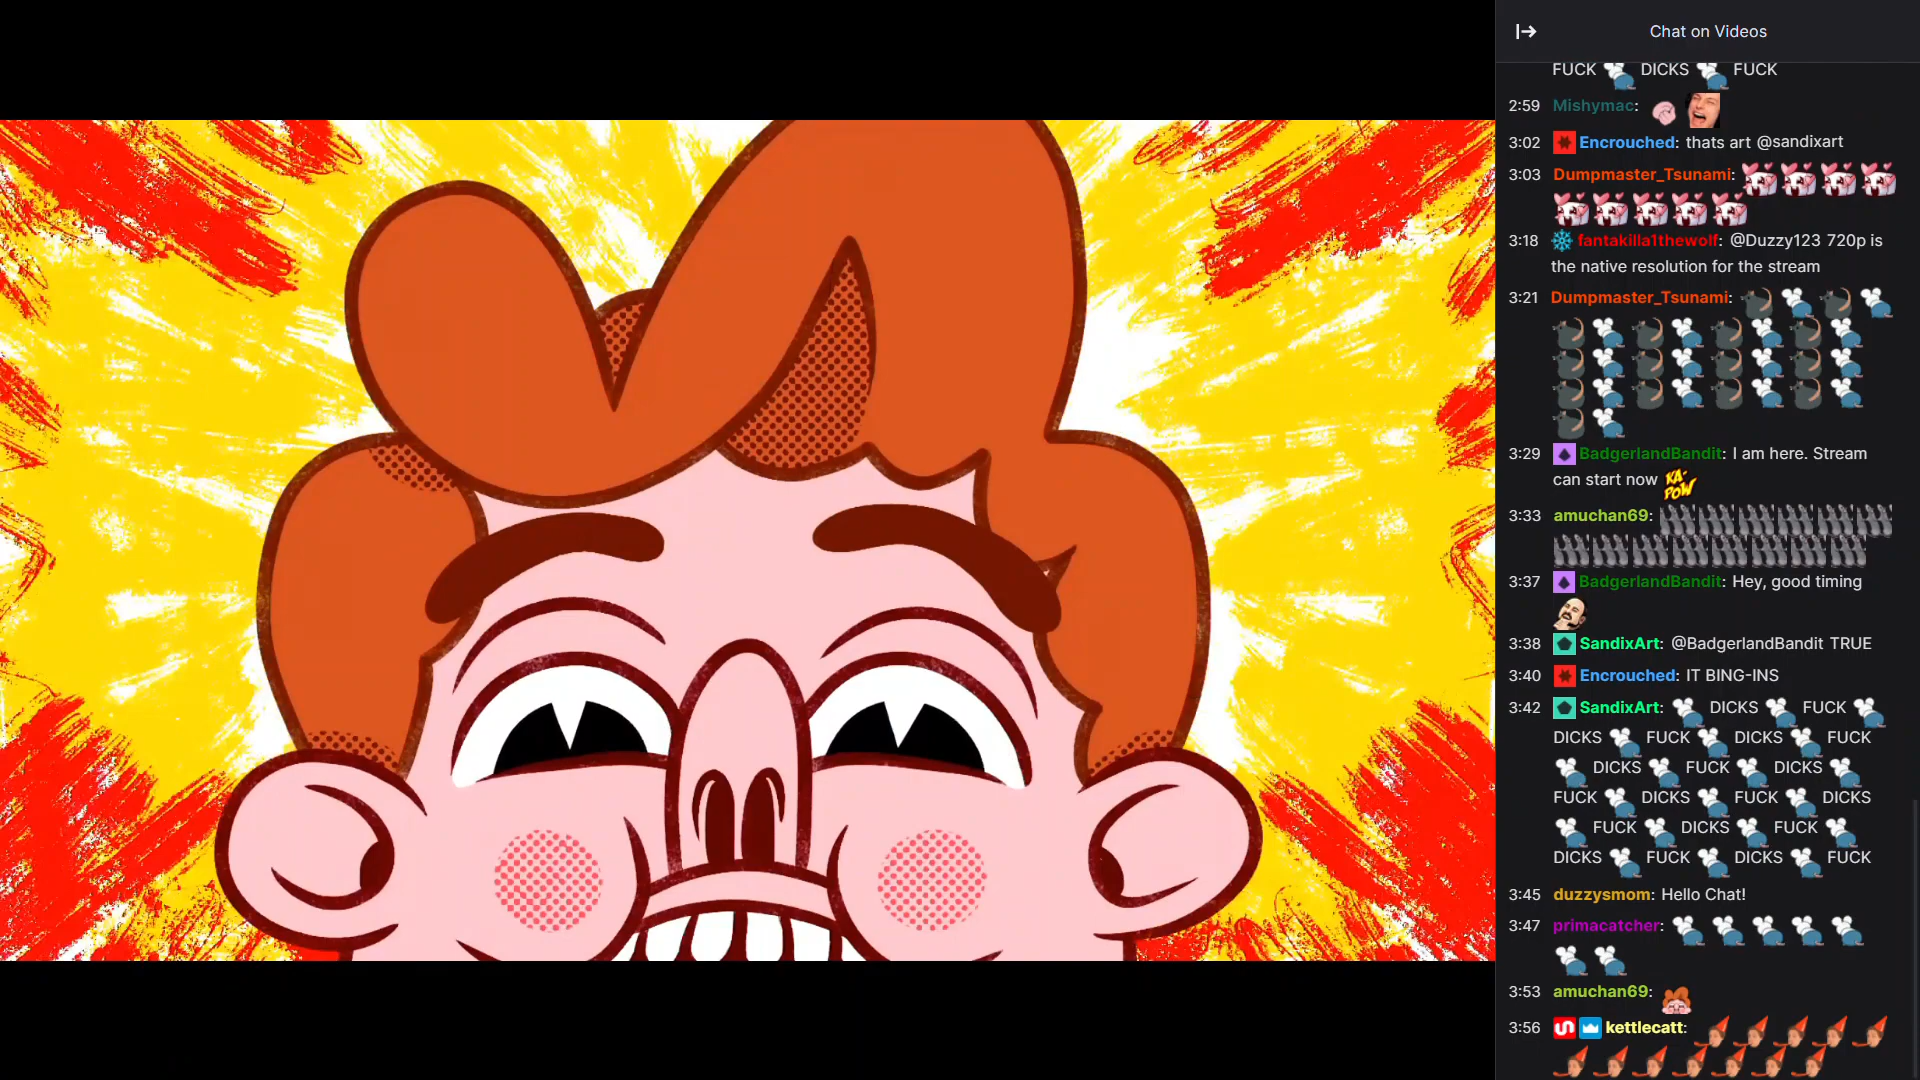 Chat on Videos
FUCK DICKS FUCK
2:59 Mishymac:
3:02 Encrouched: thats art @sandixart
3:03 Dumpmaster_Tsunami:
3:18 fantakilla1thewolf: @Duzzy123 720p is
the native resolution for the stream
3:21 Dumpmaster_Tsunami:
3:29 BadgerlandBandit: I am here. Stream
can start now KA-POW
3:33 amuchan69:
3:37 BadgerlandBandit: Hey, good timing
3:38 SandixArt: @BadgerlandBandit TRUE
3:40 Encrouched: IT BING-INS
3:42 SandixArt: DICKS FUCK
DICKS FUCK DICKS FUCK
DICKS FUCK DICKS
FUCK DICKS FUCK DICKS
FUCK DICKS FUCK
DICKS FUCK DICKS FUCK
3:45 duzzysmom: Hello Chat!
3:47 primacatcher:
3:53 amuchan69:
3:56 kettlecatt: